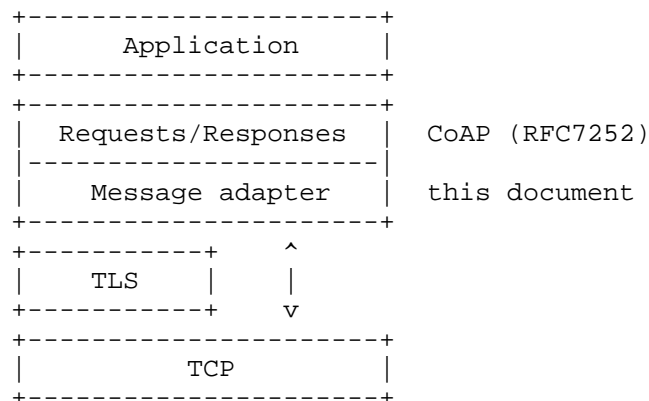 Application
Requests/Responses CoAP (RFC7252)
Message adapter this document
TLS
TCP